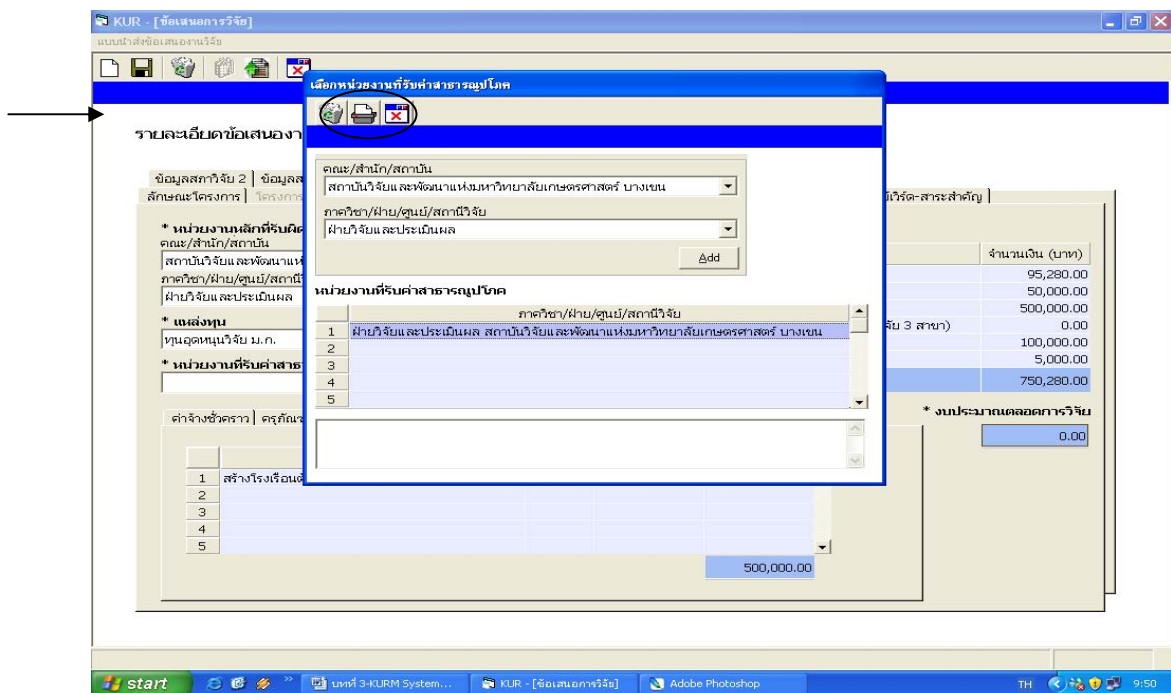 KUR - [ข้อเสนอการวิจัย]
แบบนำส่งข้อเสนองานวิจัย
เลือกหน่วยงานที่รับค่าสาธารณูปโภค
รายละเอียดข้อเสนองา
คณะ/สำนัก/สถาบัน
สถาบันวิจัยและพัฒนาแห่งมหาวิทยาลัยเกษตรศาสตร์ บางเขน
ภาควิชา/ฝ่าย/ศูนย์/สถานีวิจัย
ฝ่ายวิจัยและประเมินผล
Add
หน่วยงานที่รับค่าสาธารณูปโภค
ภาควิชา/ฝ่าย/ศูนย์/สถานีวิจัย
1 ฝ่ายวิจัยและประเมินผล สถาบันวิจัยและพัฒนาแห่งมหาวิทยาลัยเกษตรศาสตร์ บางเขน
2
3
4
5
ข้อมูลสภาวิจัย 2 ข้อมูลส
ลักษณะโครงการ โครงการ
ย์เวิร์ด-สาระสำคัญ
* หน่วยงานหลักที่รับผิด
คณะ/สำนัก/สถาบัน
สถาบันวิจัยและพัฒนาแห
ภาควิชา/ฝ่าย/ศูนย์/สถานี
ฝ่ายวิจัยและประเมินผล
* แหล่งทุน
ทุนอุดหนุนวิจัย ม.ก.
* หน่วยงานที่รับค่าสาธา
จำนวนเงิน (บาท)
95,280.00
50,000.00
500,000.00
จัย 3 สาขา) 0.00
100,000.00
5,000.00
750,280.00
* งบประมาณตลอดการวิจัย
0.00
ค่าจ้างชั่วคราว ครุภัณ
1 สร้างโรงเรือน
2
3
4
5
500,000.00
start
บทที่ 3-KURM System...
KUR - [ข้อเสนอการวิจัย]
Adobe Photoshop
TH
9:50